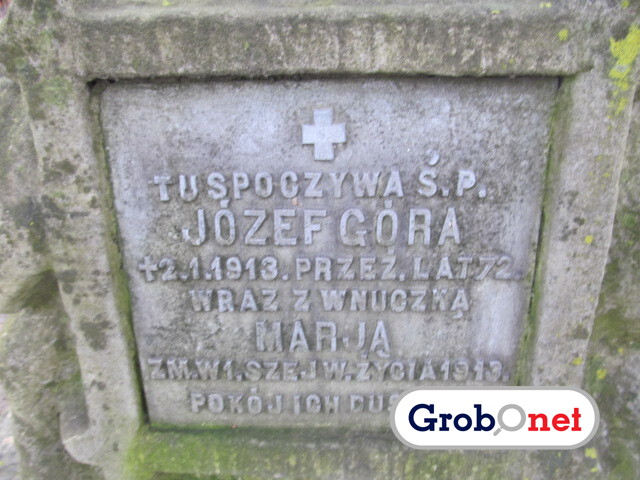 TU SPOCZYWA Ś.P.
JÓZEF GÓRA
+2.1.1913. PRZEŻ. LAT 72.
WRAZ Z WNUCZKĄ
MARJĄ
ZM. W 1. SZEJ W. ŻYCIA 1913.
POKÓJ ICH
Grobonet